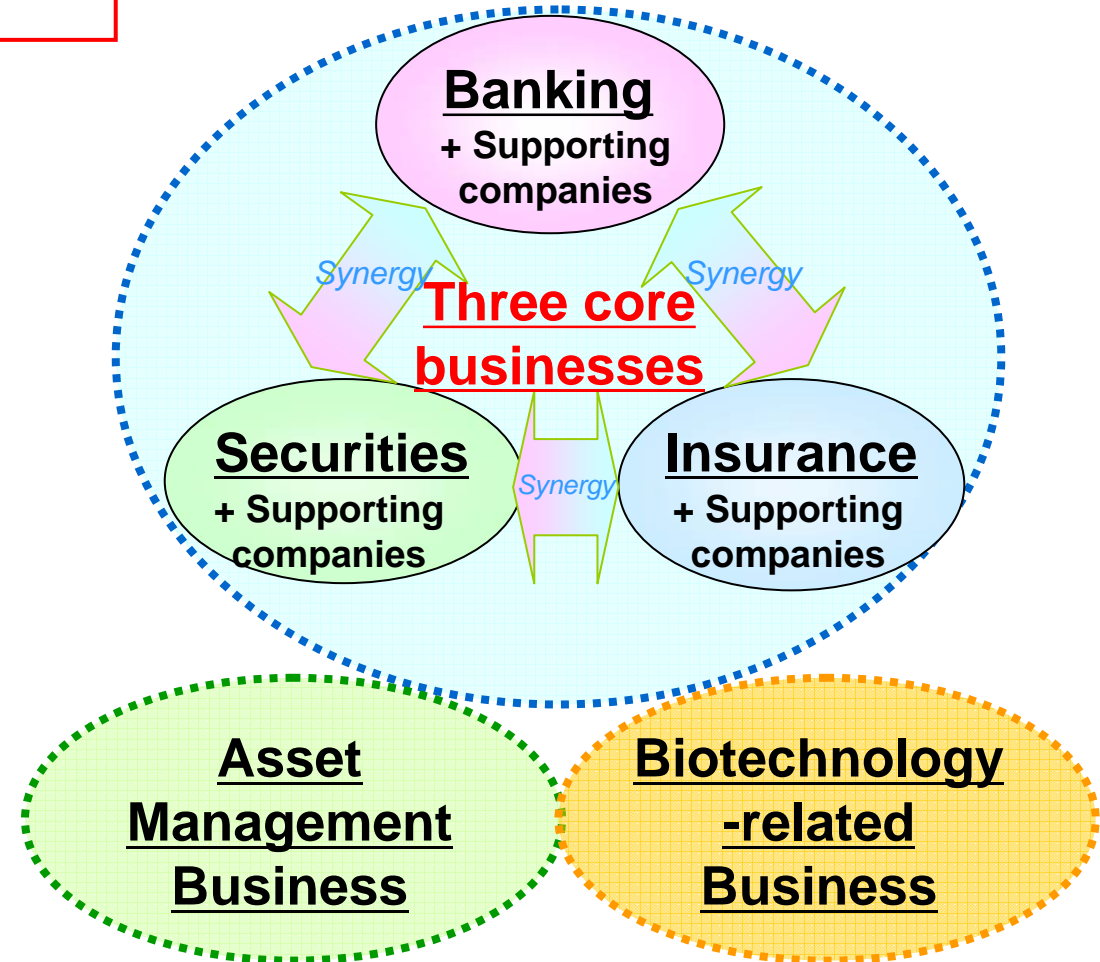 Banking
+ Supporting
companies
Synergy
Synergy
Three core
businesses
Securities
+ Supporting
companies
Synergy
Insurance
+ Supporting
companies
Asset
Management
Business
Biotechnology
-related
Business